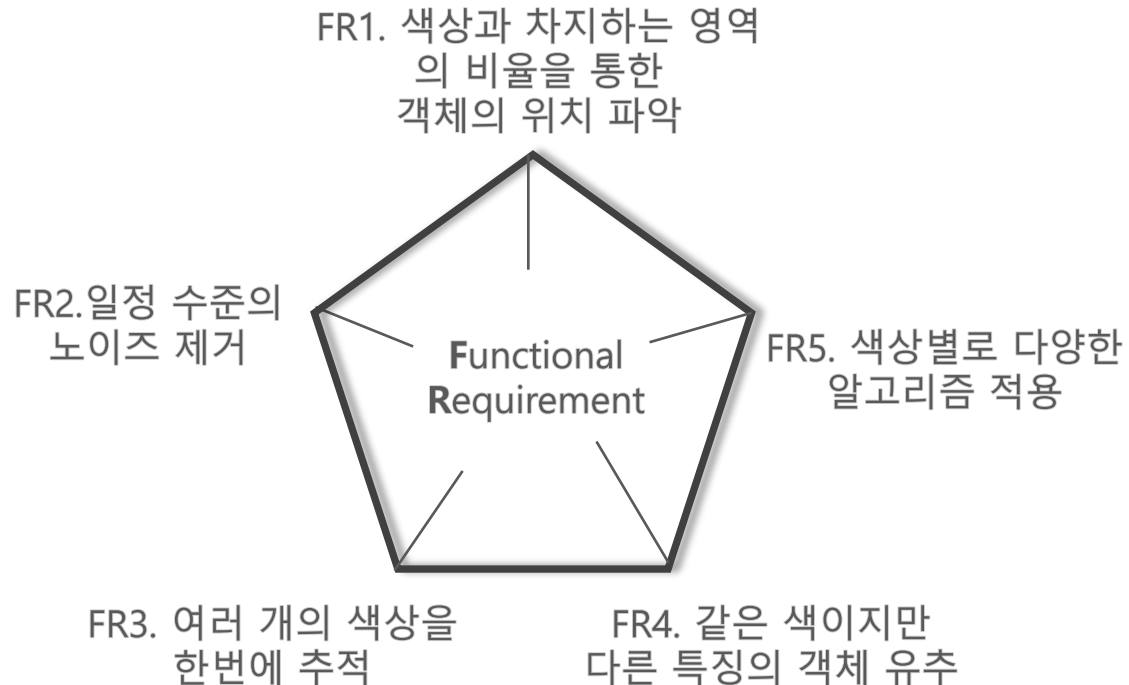 FR1. 색상과 차지하는 영역
의 비율을 통한
객체의 위치 파악
FR2.일정 수준의
노이즈 제거
Functional
Requirement
FR5. 색상별로 다양한
알고리즘 적용
FR3. 여러 개의 색상을
한번에 추적
FR4. 같은 색이지만
다른 특징의 객체 유추